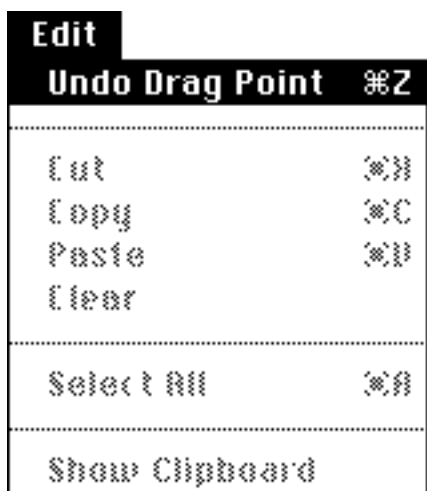 Edit
Undo Drag Point ⌘Z
Cut ⌘X
Copy ⌘C
Paste ⌘V
Clear
Select All ⌘A
Show Clipboard